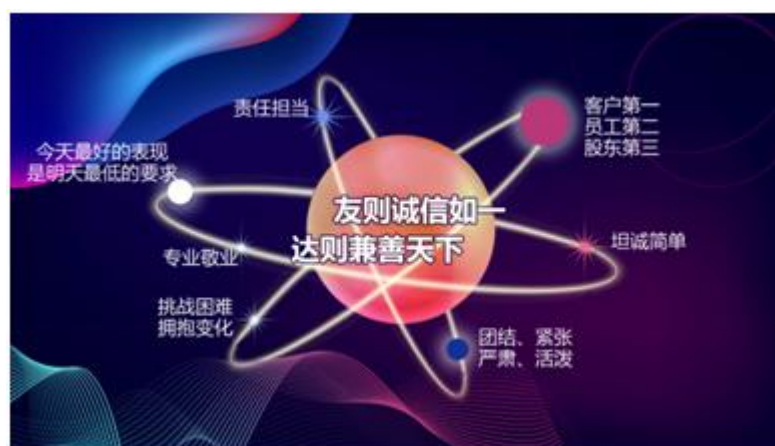 责任担当
客户第一
员工第二
股东第三
今天最好的表现
是明天最低的要求
友则诚信如一
达则兼善天下
坦诚简单
专业敬业
挑战困难
拥抱变化
团结、紧张
严肃、活泼